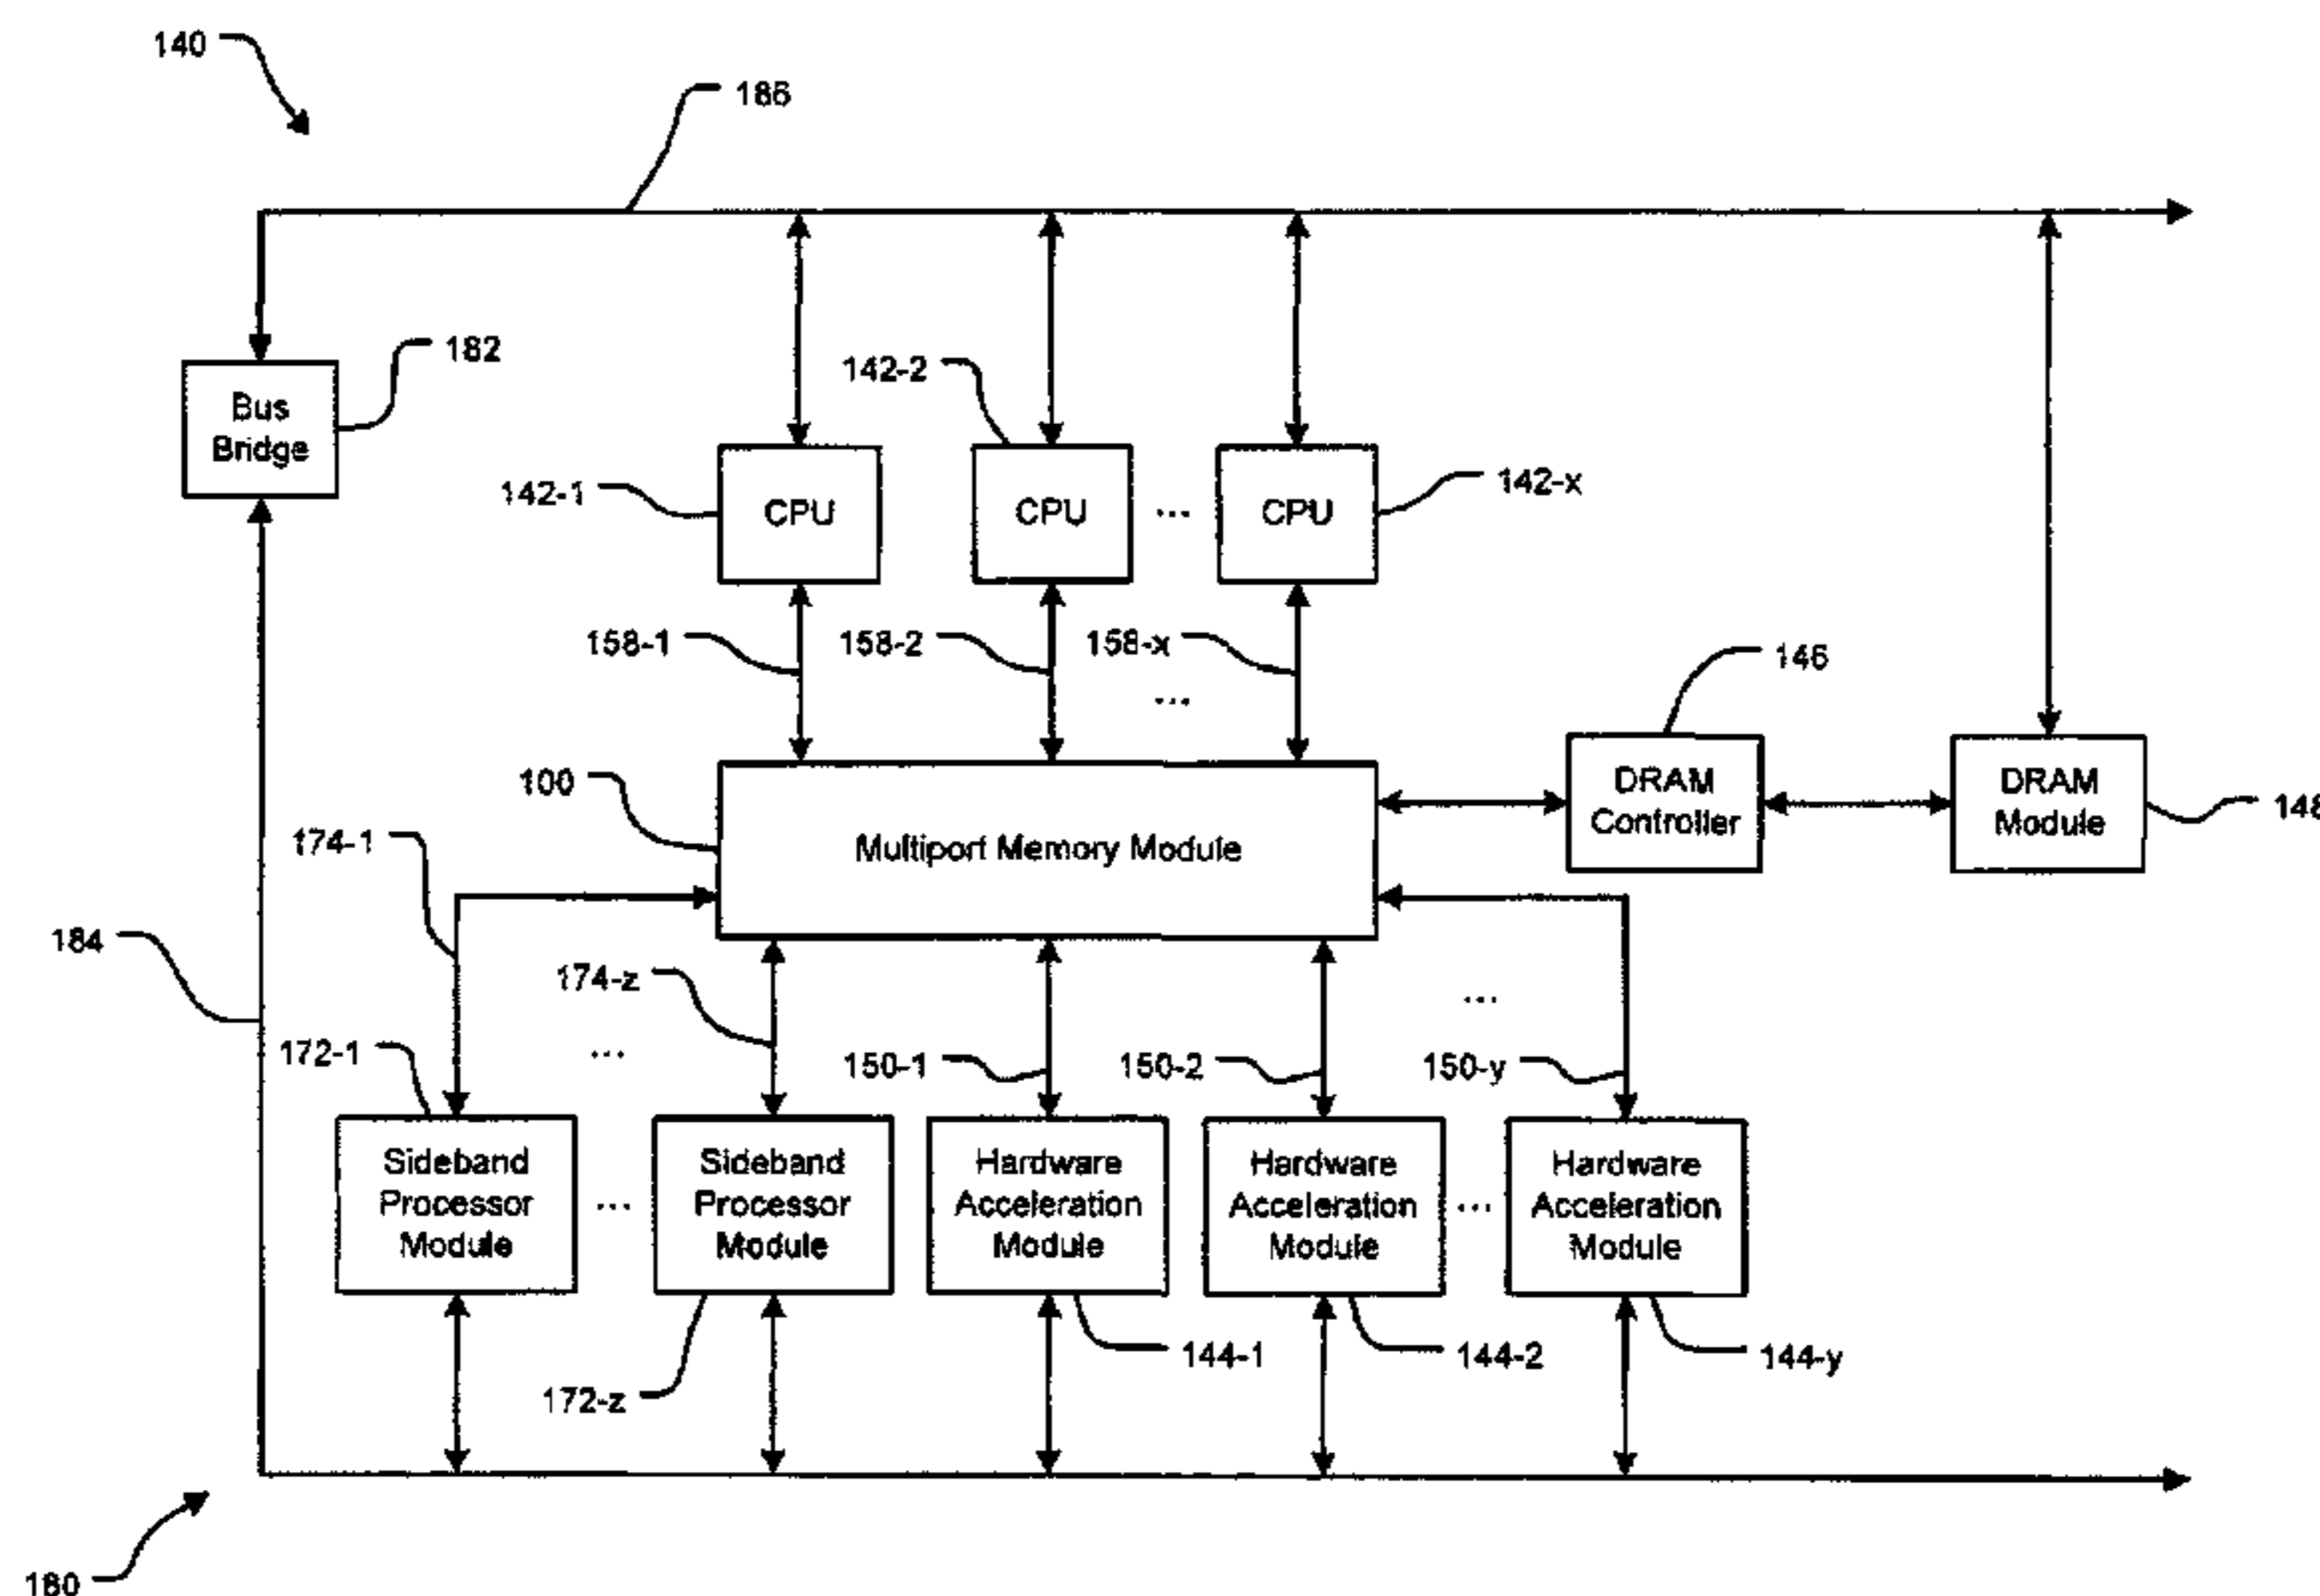 140
186
182
Bus
Bridge
142-2
142-1
CPU
CPU
...
CPU
142-x
158-1
158-2
158-x
...
146
100
Multiport Memory Module
DRAM
Controller
DRAM
Module
148
174-1
184
174-z
...
172-1
...
150-1
150-2
150-y
Sideband
Processor
Module
...
Sideband
Processor
Module
Hardware
Acceleration
Module
Hardware
Acceleration
Module
...
Hardware
Acceleration
Module
172-z
144-1
144-2
144-y
180